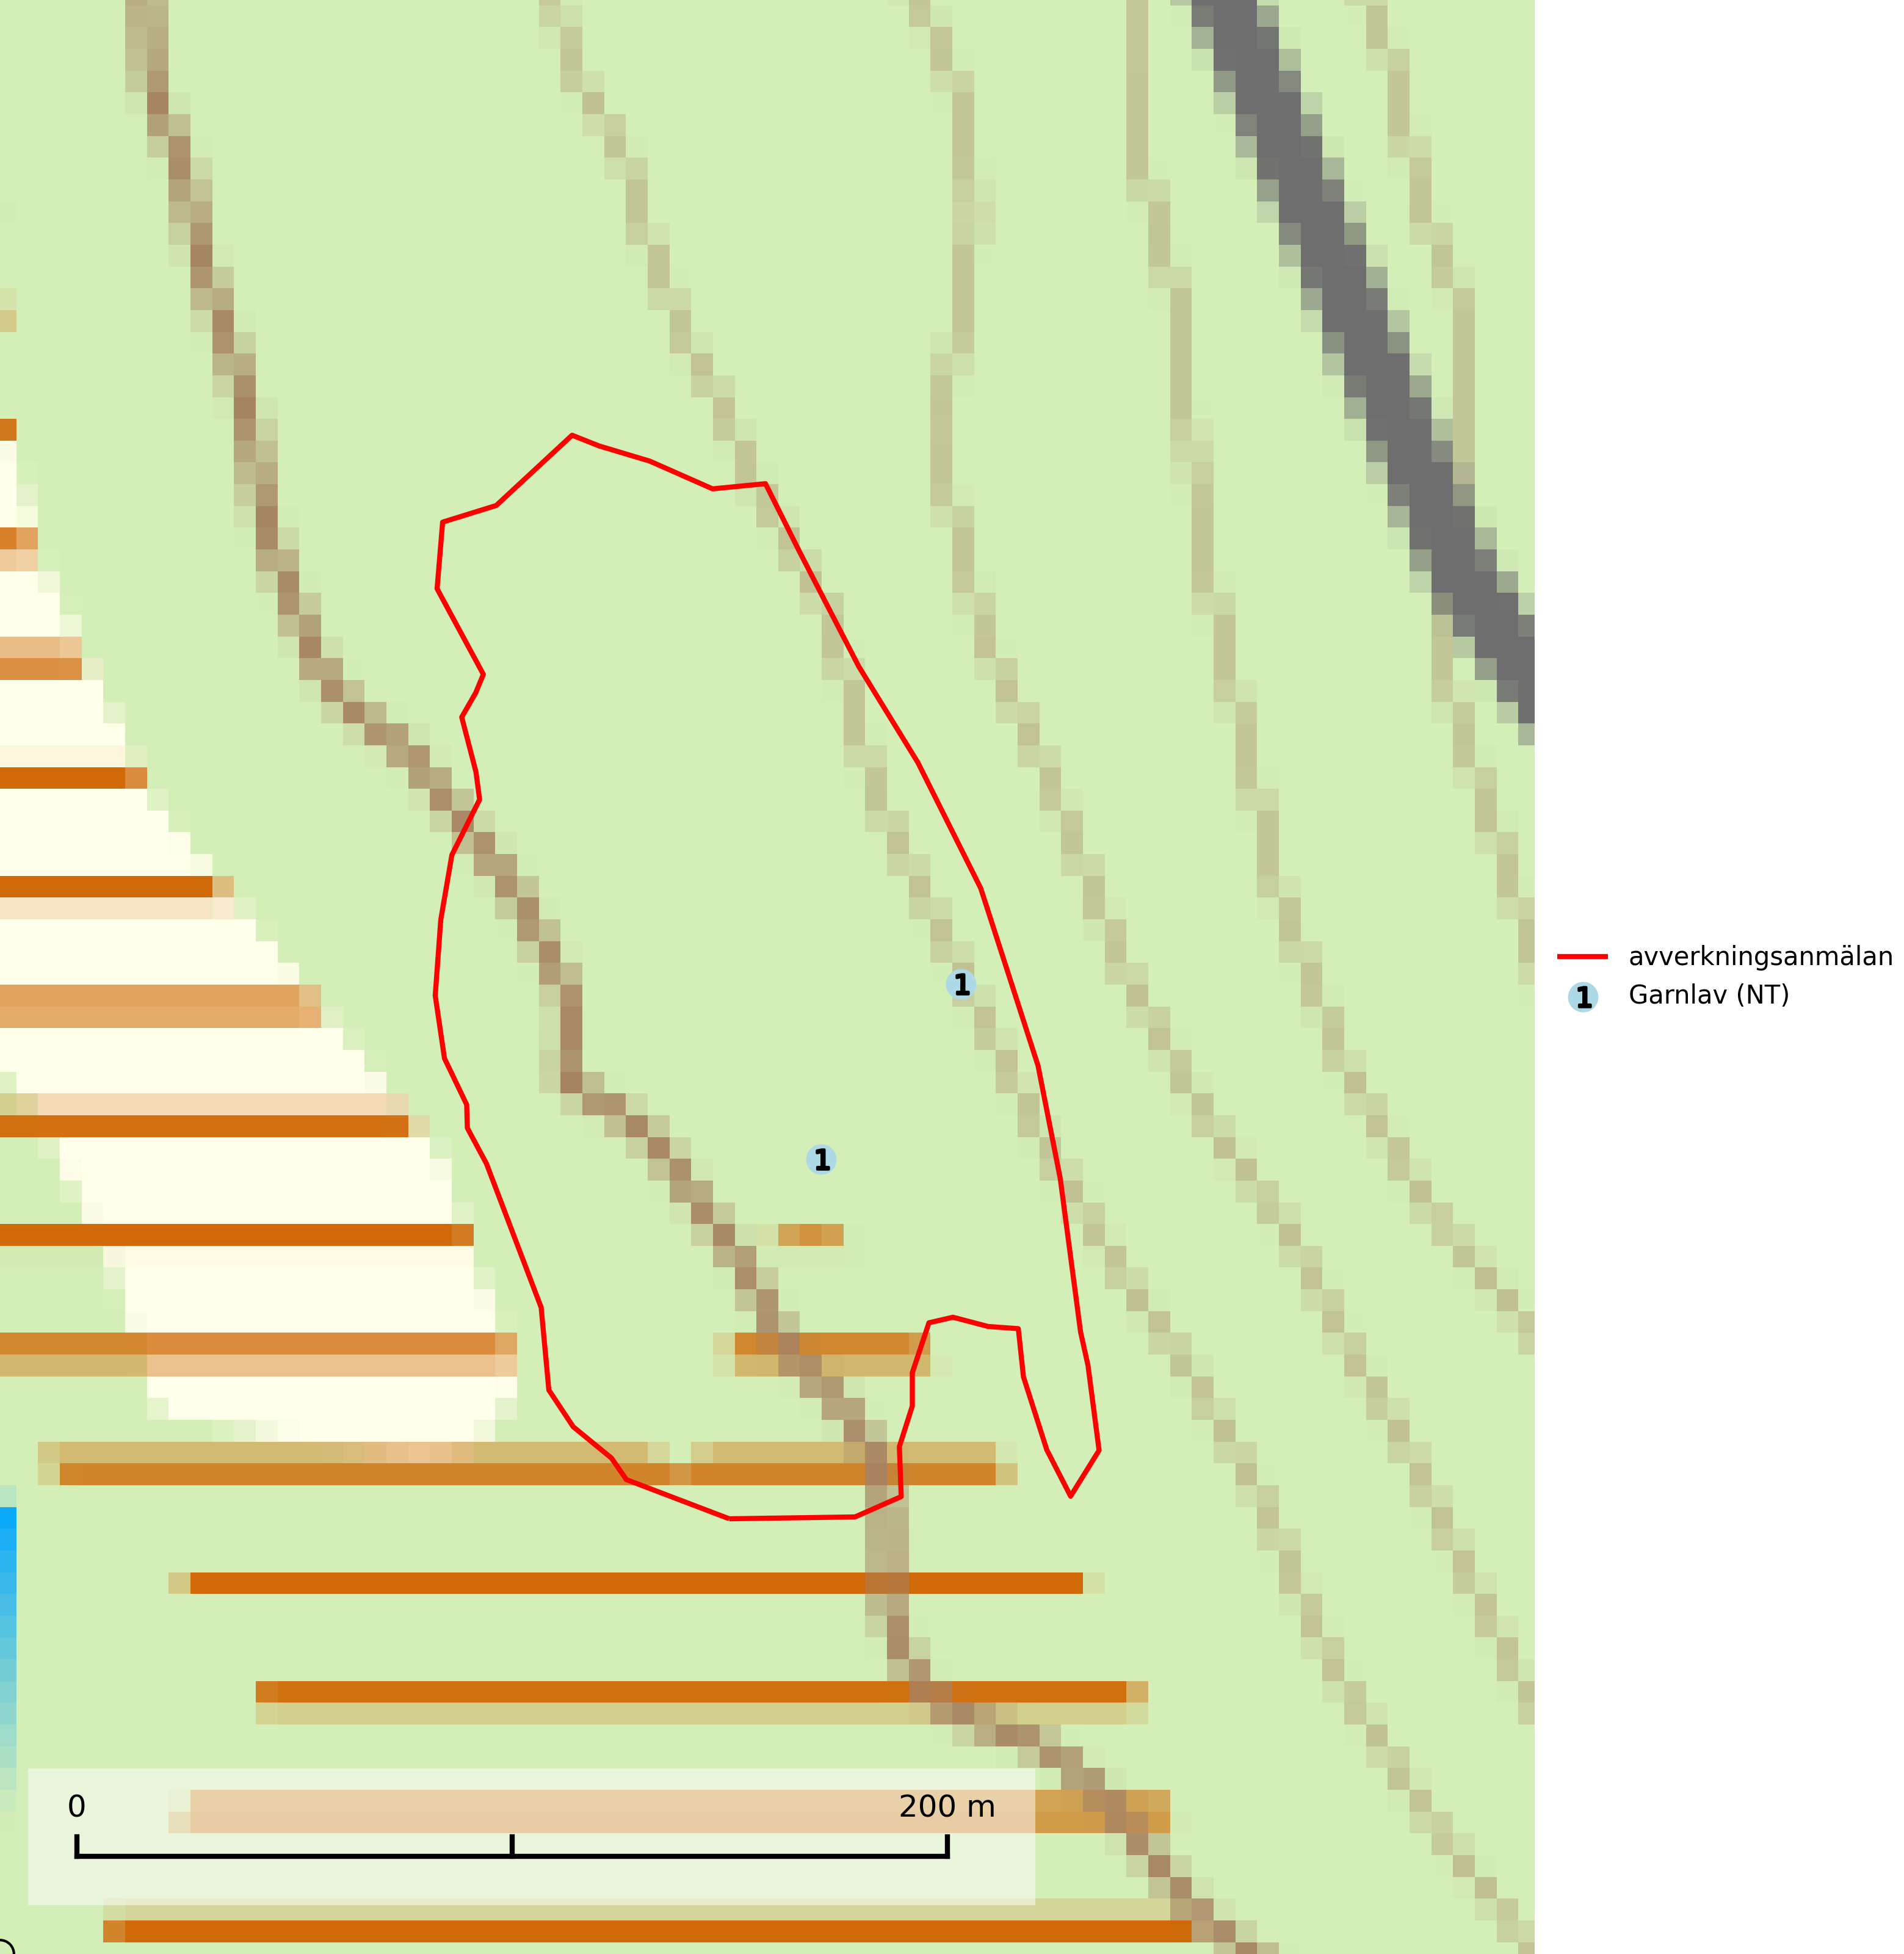 1
1
avverkningsanmälan
1 Garnlav (NT)
0 200 m